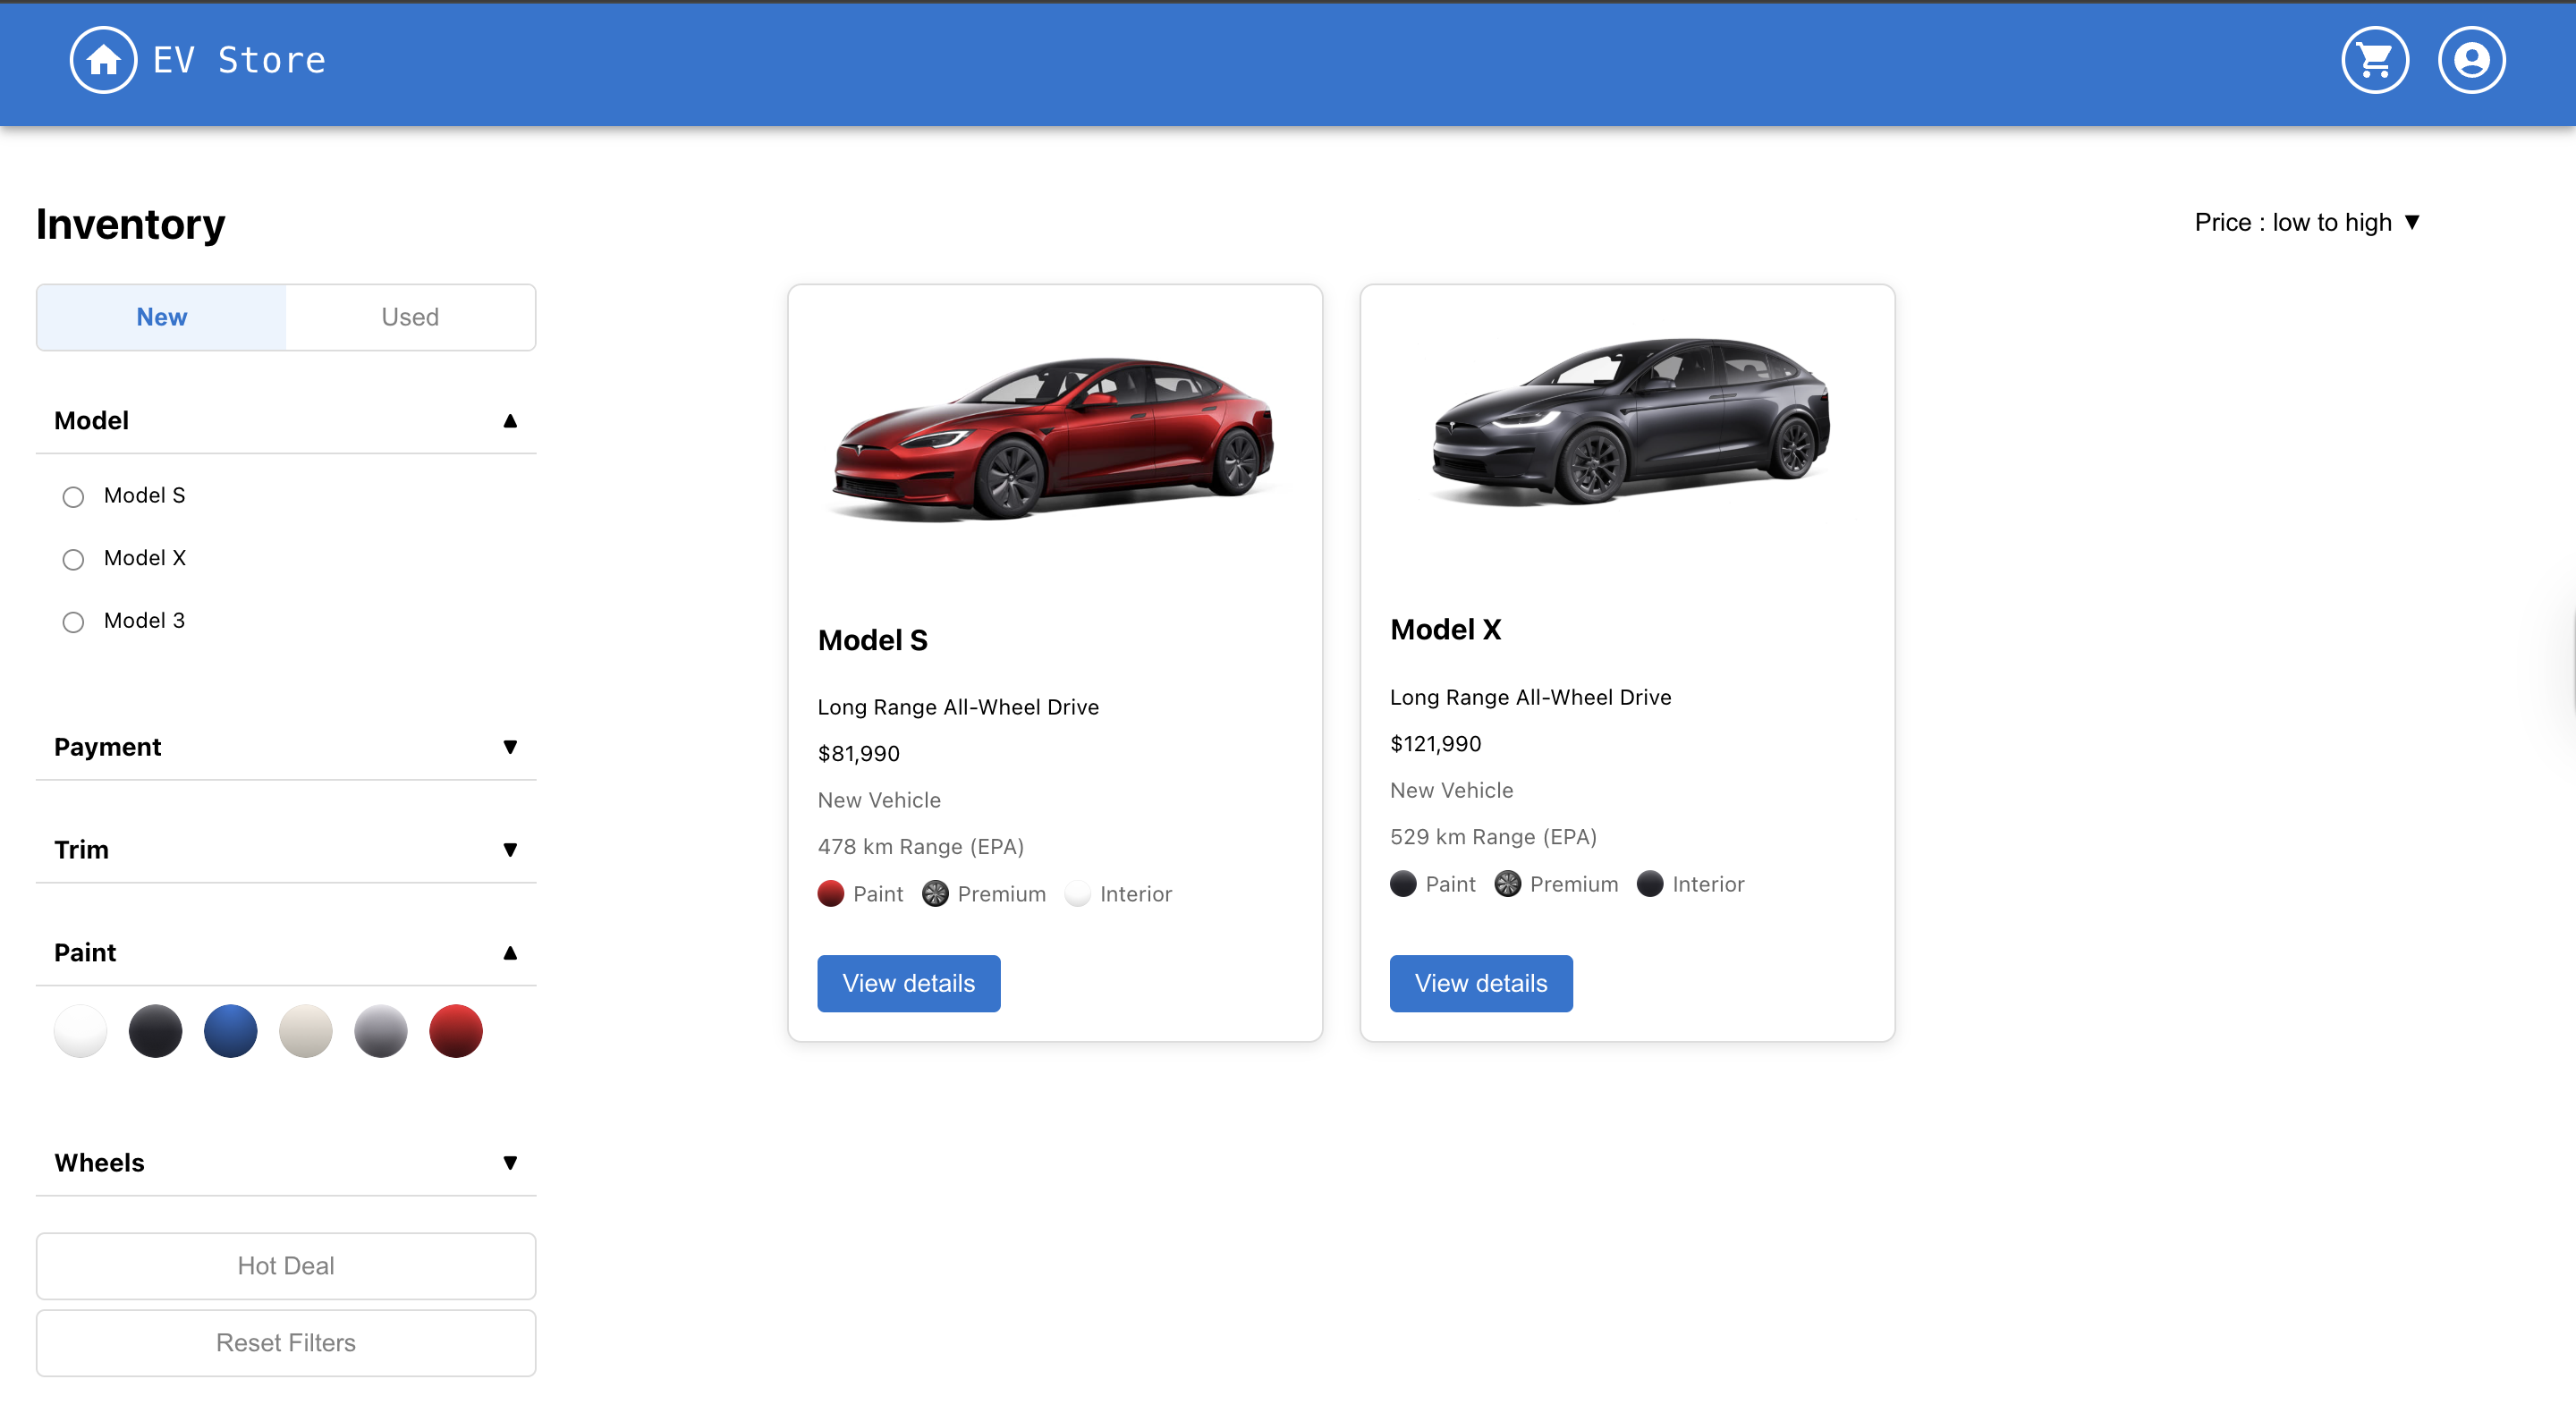 EV Store
Inventory
Price : low to high ▼
New
Used
Model ▲
Model S
Model X
Model 3
Payment ▼
Trim ▼
Paint ▲
Wheels ▼
Hot Deal
Reset Filters
Model S
Long Range All-Wheel Drive
$81,990
New Vehicle
478 km Range (EPA)
Paint Premium Interior
View details
Model X
Long Range All-Wheel Drive
$121,990
New Vehicle
529 km Range (EPA)
Paint Premium Interior
View details